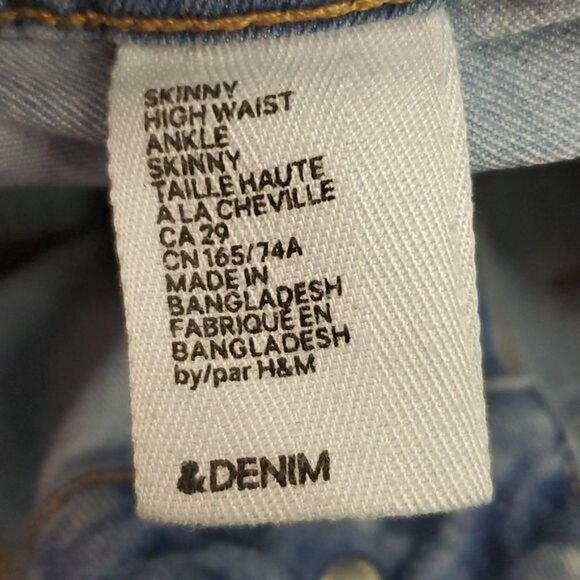 SKINNY
HIGH WAIST
ANKLE
SKINNY
TAILLE HAUTE
À LA CHEVILLE
CA 29
CN 165/74A
MADE IN
BANGLADESH
FABRIQUÉ EN
BANGLADESH
by/par H&M
&DENIM